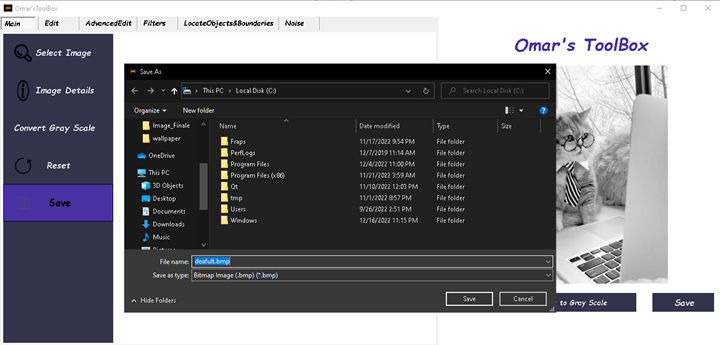 Omar'sToolBox
Main Edit AdvancedEdit Filters LocateObjects&Boundaries Noise
Select Image
Image Details
Convert Gray Scale
Reset
Save
Omar's ToolBox
Save As
This PC Local Disk (C:) Search Local Disk (C:)
Organize New folder
Image_Finale
wallpaper
OneDrive
This PC
3D Objects
Desktop
Documents
Downloads
Music
Name Date modified Type Size
Fraps 11/17/2022 9:54 PM File folder
PerfLogs 12/7/2019 11:14 AM File folder
Program Files 12/4/2022 11:00 PM File folder
Program Files (x86) 11/21/2022 3:59 AM File folder
Qt 11/10/2022 12:03 PM File folder
tmp 11/1/2022 8:57 PM File folder
Users 9/26/2022 2:51 PM File folder
Windows 12/16/2022 11:15 PM File folder
File name: deafult.bmp
Save as type: Bitmap Image (.bmp) (*.bmp)
Hide Folders Save Cancel
to Gray Scale Save